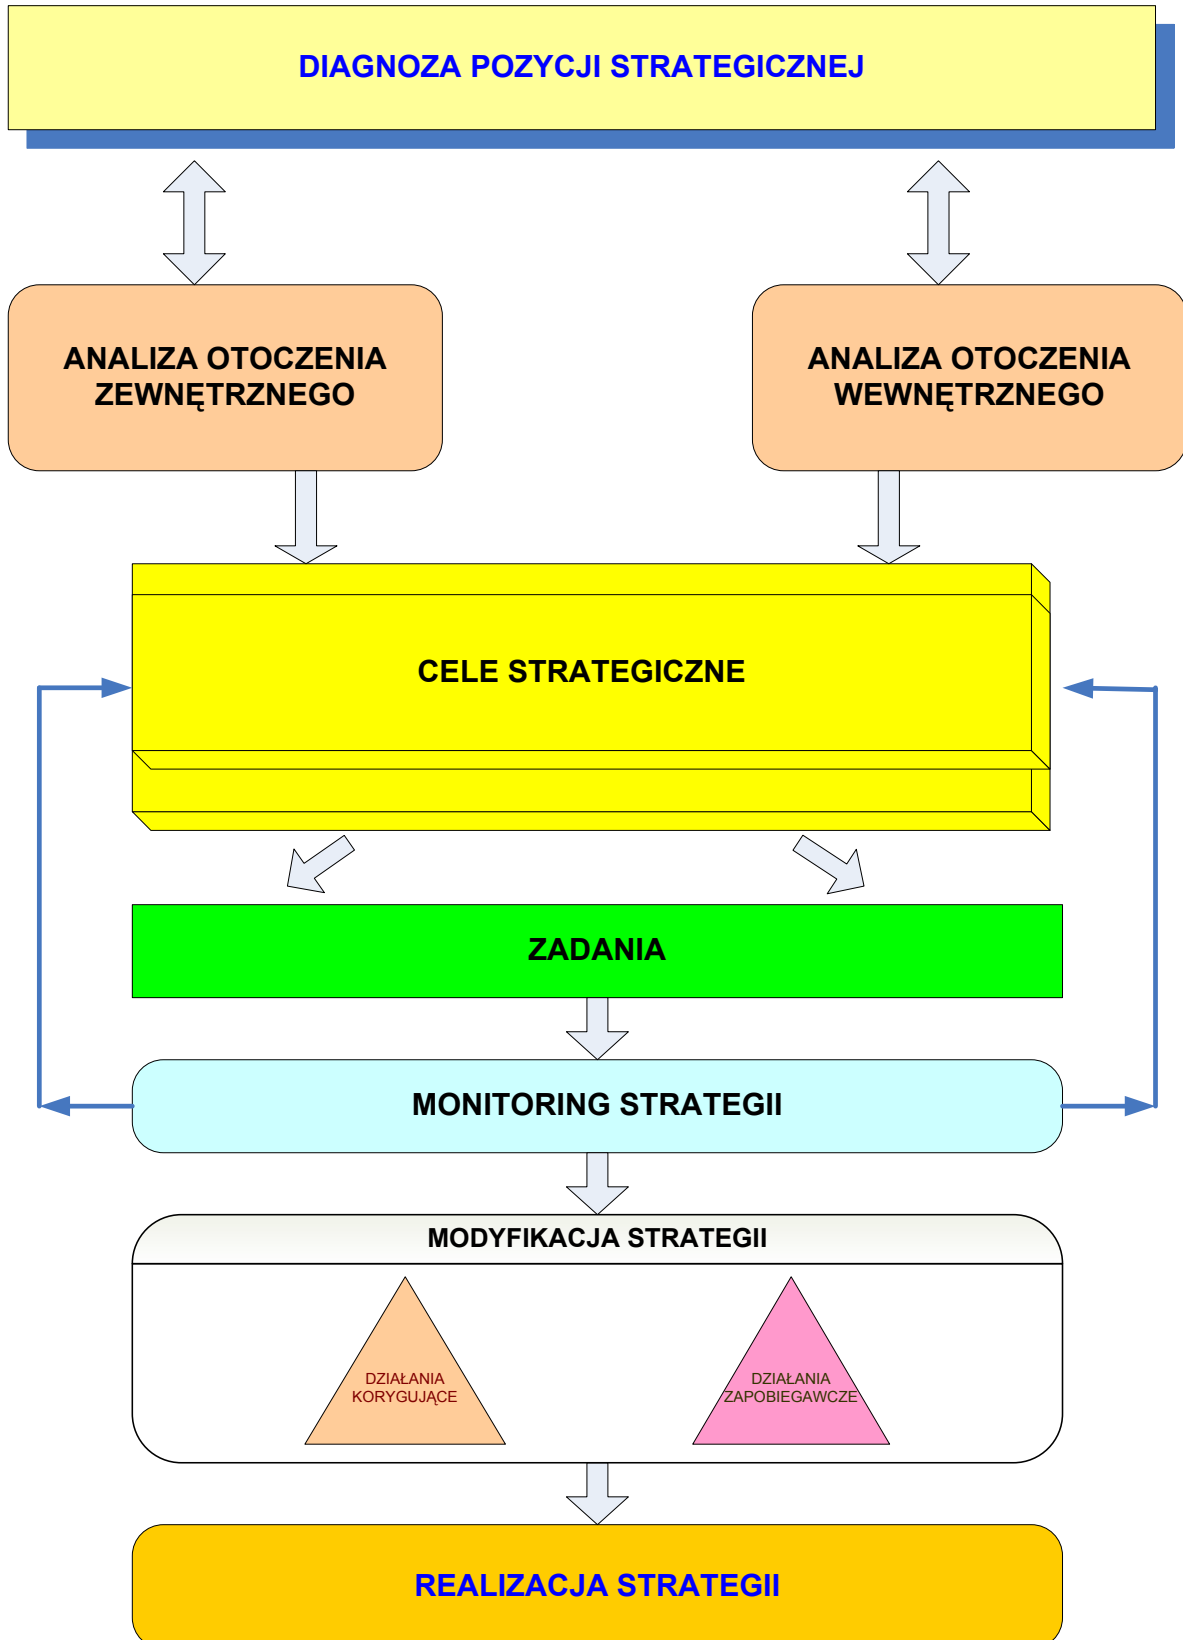 DIAGNOZA POZYCJI STRATEGICZNEJ
ANALIZA OTOCZENIA
ZEWNĘTRZNEGO
ANALIZA OTOCZENIA
WEWNĘTRZNEGO
CELE STRATEGICZNE
ZADANIA
MONITORING STRATEGII
MODYFIKACJA STRATEGII
DZIAŁANIA
KORYGUJĄCE
DZIAŁANIA
ZAPOBIEGAWCZE
REALIZACJA STRATEGII